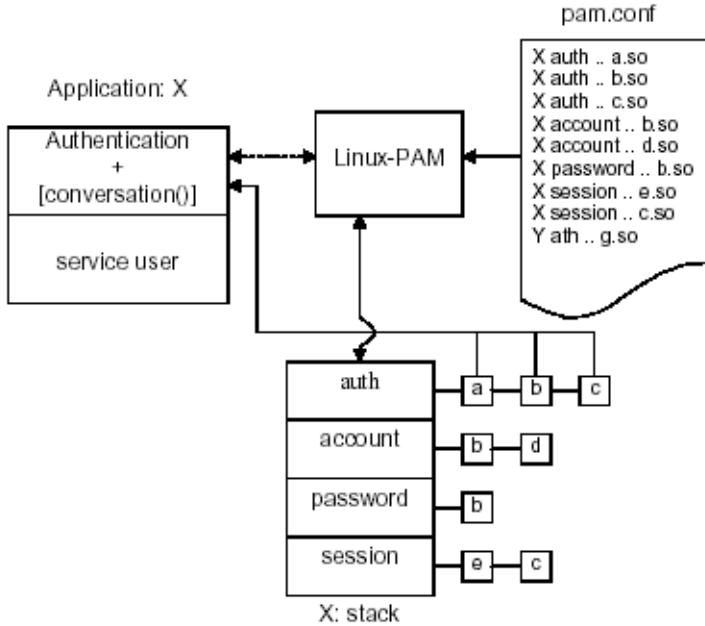 pam.conf
X auth .. a.so
X auth .. b.so
X auth .. c.so
X account .. b.so
X account .. d.so
X password .. b.so
X session .. e.so
X session .. c.so
Y ath .. g.so
Application: X
Authentication
+
[conversation()]
service user
Linux-PAM
auth
a
b
c
account
b
d
password
b
session
e
c
X: stack